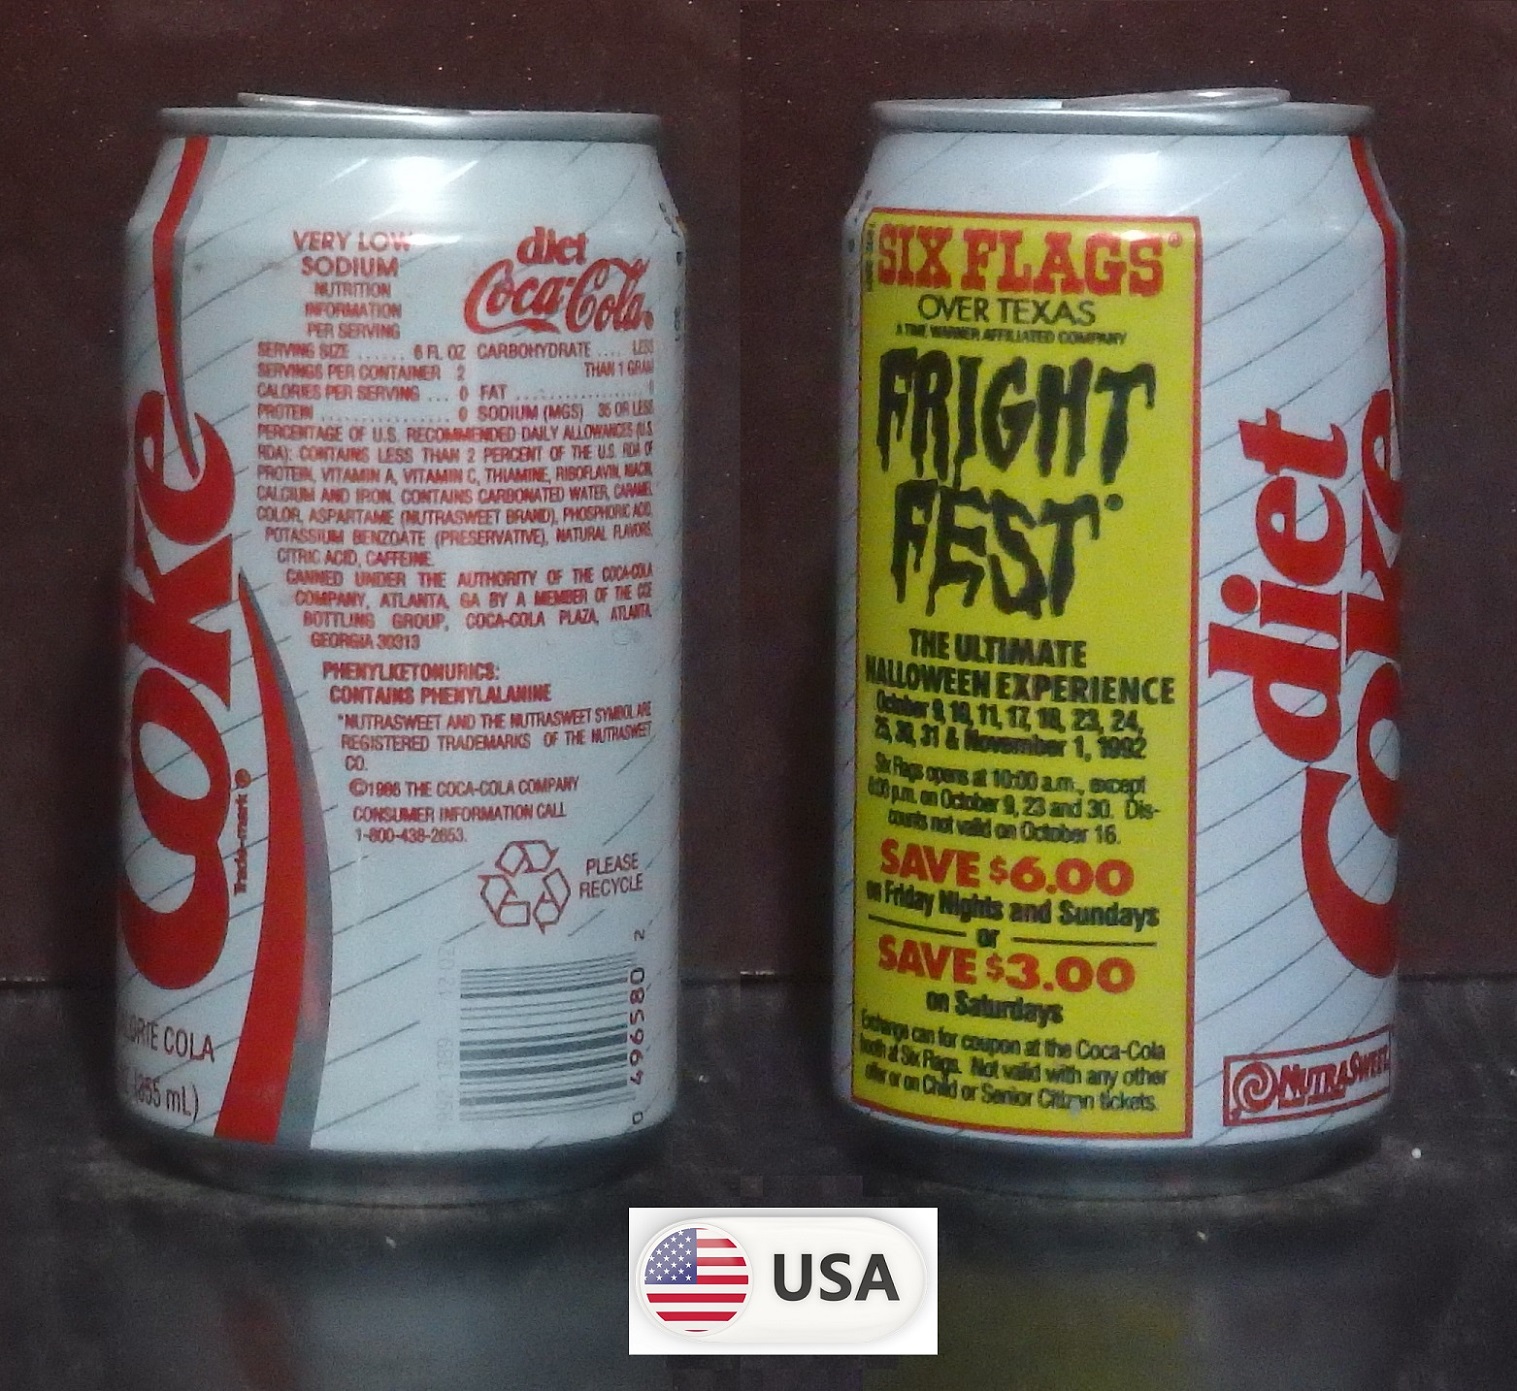 Coke
Trade-mark ®
CALORIE COLA
(355 mL)
VERY LOW
SODIUM
NUTRITION
INFORMATION
PER SERVING
diet
Coca-Cola
SERVING SIZE ...... 6 FL OZ
SERVINGS PER CONTAINER 2
CALORIES PER SERVING ... 0
PROTEIN ............... 0
CARBOHYDRATE .... LESS
THAN 1 GRAM
FAT
SODIUM (MGS) 35 OR LESS
PERCENTAGE OF U.S. RECOMMENDED DAILY ALLOWANCES (U.S.
RDA): CONTAINS LESS THAN 2 PERCENT OF THE U.S. RDA OF
PROTEIN, VITAMIN A, VITAMIN C, THIAMINE, RIBOFLAVIN, NIACIN,
CALCIUM AND IRON. CONTAINS CARBONATED WATER, CARAMEL
COLOR, ASPARTAME (NUTRASWEET BRAND), PHOSPHORIC ACID,
POTASSIUM BENZOATE (PRESERVATIVE), NATURAL FLAVORS,
CITRIC ACID, CAFFEINE.
CANNED UNDER THE AUTHORITY OF THE COCA-COLA
COMPANY, ATLANTA, GA BY A MEMBER OF THE CCE
BOTTLING GROUP, COCA-COLA PLAZA, ATLANTA,
GEORGIA 30313
PHENYLKETONURICS:
CONTAINS PHENYLALANINE
*NUTRASWEET AND THE NUTRASWEET SYMBOL ARE
REGISTERED TRADEMARKS OF THE NUTRASWEET
CO.
©1986 THE COCA-COLA COMPANY
CONSUMER INFORMATION CALL
1-800-438-2653.
PLEASE
RECYCLE
0 496580 2
SIX FLAGS®
OVER TEXAS
A TIME WARNER AFFILIATED COMPANY
FRIGHT
FEST
THE ULTIMATE
HALLOWEEN EXPERIENCE
October 9, 10, 11, 17, 18, 23, 24,
25, 30, 31 & November 1, 1992
Six Flags opens at 10:00 a.m., except
6:00 p.m. on October 9, 23 and 30. Dis-
counts not valid on October 16.
SAVE $6.00
on Friday Nights and Sundays
or
SAVE $3.00
on Saturdays
Exchange can for coupon at the Coca-Cola
booth at Six Flags. Not valid with any other
offer or on Child or Senior Citizen tickets.
diet
Coke
NUTRASWEET
USA